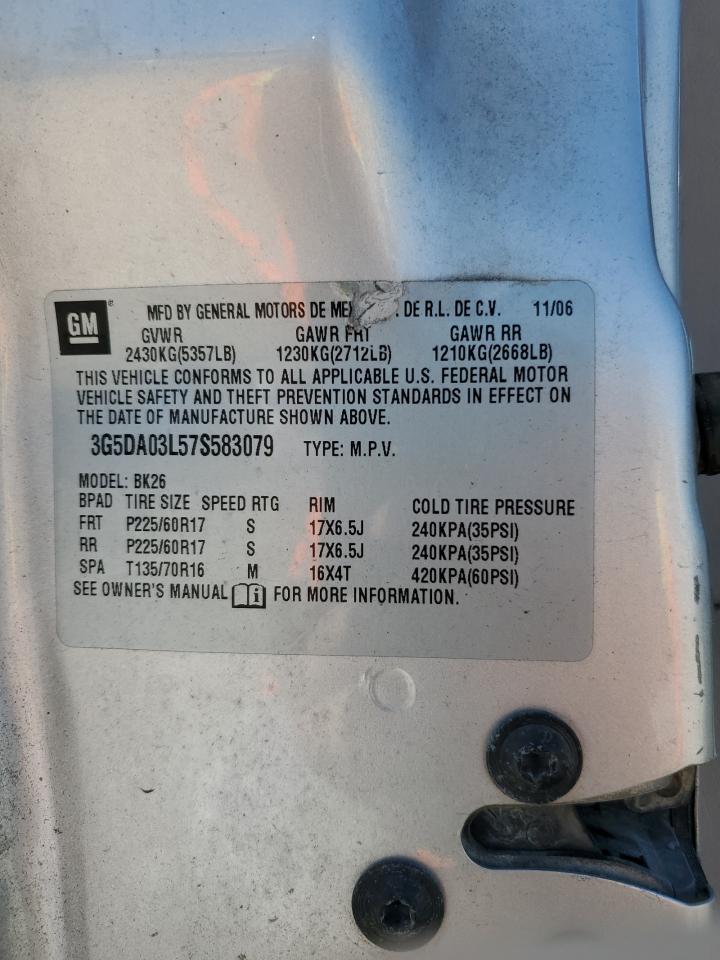 GM ® MFD BY GENERAL MOTORS DE DE R.L. DE C.V. 11/06
GVWR GAWR FRT GAWR RR
2430KG(5357LB) 1230KG(2712LB) 1210KG(2668LB)
THIS VEHICLE CONFORMS TO ALL APPLICABLE U.S. FEDERAL MOTOR
VEHICLE SAFETY AND THEFT PREVENTION STANDARDS IN EFFECT ON
THE DATE OF MANUFACTURE SHOWN ABOVE.
3G5DA03L57S583079 TYPE: M.P.V.
MODEL: BK26
BPAD TIRE SIZE SPEED RTG RIM COLD TIRE PRESSURE
FRT P225/60R17 S 17X6.5J 240KPA(35PSI)
RR P225/60R17 S 17X6.5J 240KPA(35PSI)
SPA T135/70R16 M 16X4T 420KPA(60PSI)
SEE OWNER'S MANUAL i FOR MORE INFORMATION.